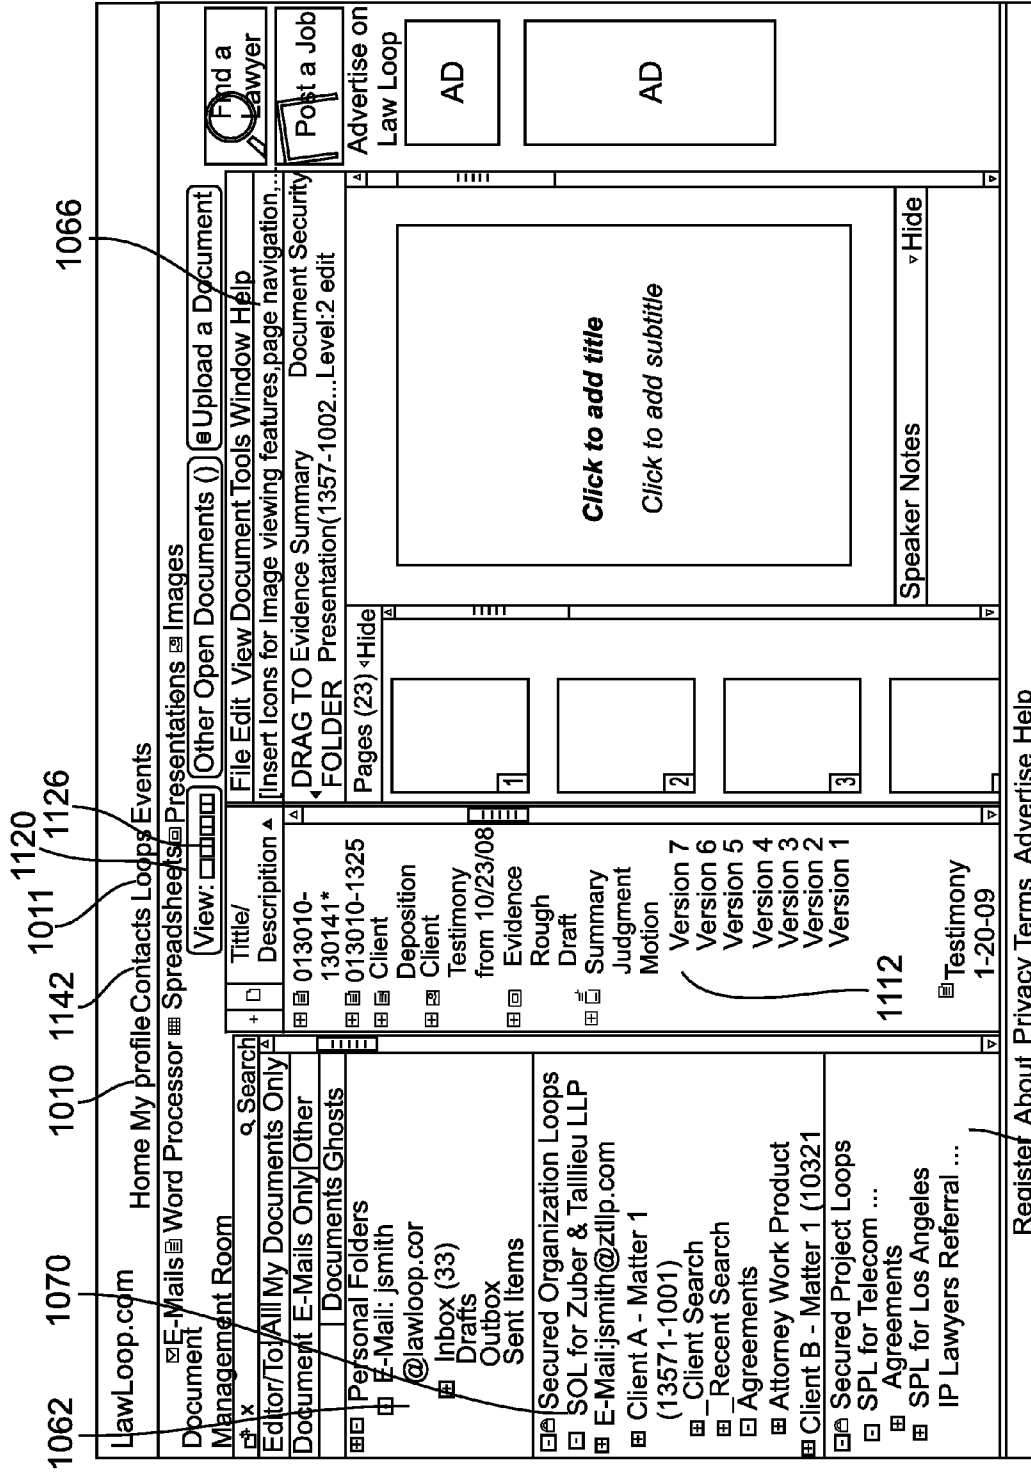 1062
1070
1010
1142
1011
1120
1126
1066
LawLoop.com
Home My profile Contacts Loops Events
E-Mails Word Processor Spreadsheets Presentations Images
Document
Management Room
View:
Other Open Documents ()
Upload a Document
x
Search
Editor/To:/All My Documents Only
Document E-Mails Only Other
Documents Ghosts
Personal Folders
E-Mail: jsmith
@lawloop.cor
Inbox (33)
Drafts
Outbox
Sent Items
Secured Organization Loops
SOL for Zuber & Tallieu LLP
E-Mail:jsmith@ztllp.com
Client A - Matter 1
(13571-1001)
_Client Search
_Recent Search
Agreements
Attorney Work Product
Client B - Matter 1 (10321
Secured Project Loops
SPL for Telecom ...
Agreements
SPL for Los Angeles
IP Lawyers Referral ...
+
Tittle/
Descripition
013010-
130141*
013010-1325
Client
Deposition
Client
Testimony
from 10/23/08
Evidence
Rough
Draft
Summary
Judgment
Motion
Version 7
Version 6
Version 5
Version 4
Version 3
Version 2
Version 1
1112
Testimony
1-20-09
File Edit View Document Tools Window Help
[Insert Icons for Image viewing features,page navigation,..
DRAG TO Evidence Summary Document Security
FOLDER Presentation(1357-1002...Level:2 edit
Pages (23) Hide
1
2
3
Click to add title
Click to add subtitle
Speaker Notes
Hide
Find a
Lawyer
Post a Job
Advertise on
Law Loop
AD
AD
Register About Privacy Terms Advertise Help